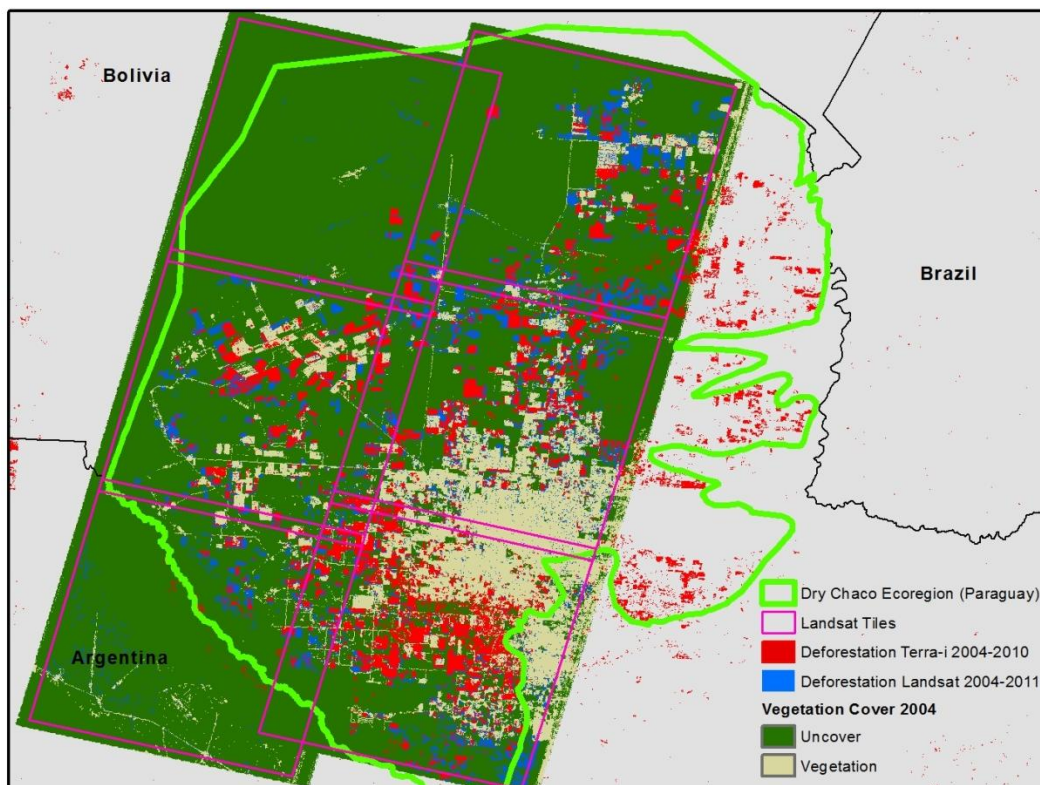 Bolivia
Brazil
Argentina
Dry Chaco Ecoregion (Paraguay)
Landsat Tiles
Deforestation Terra-i 2004-2010
Deforestation Landsat 2004-2011
Vegetation Cover 2004
Uncover
Vegetation